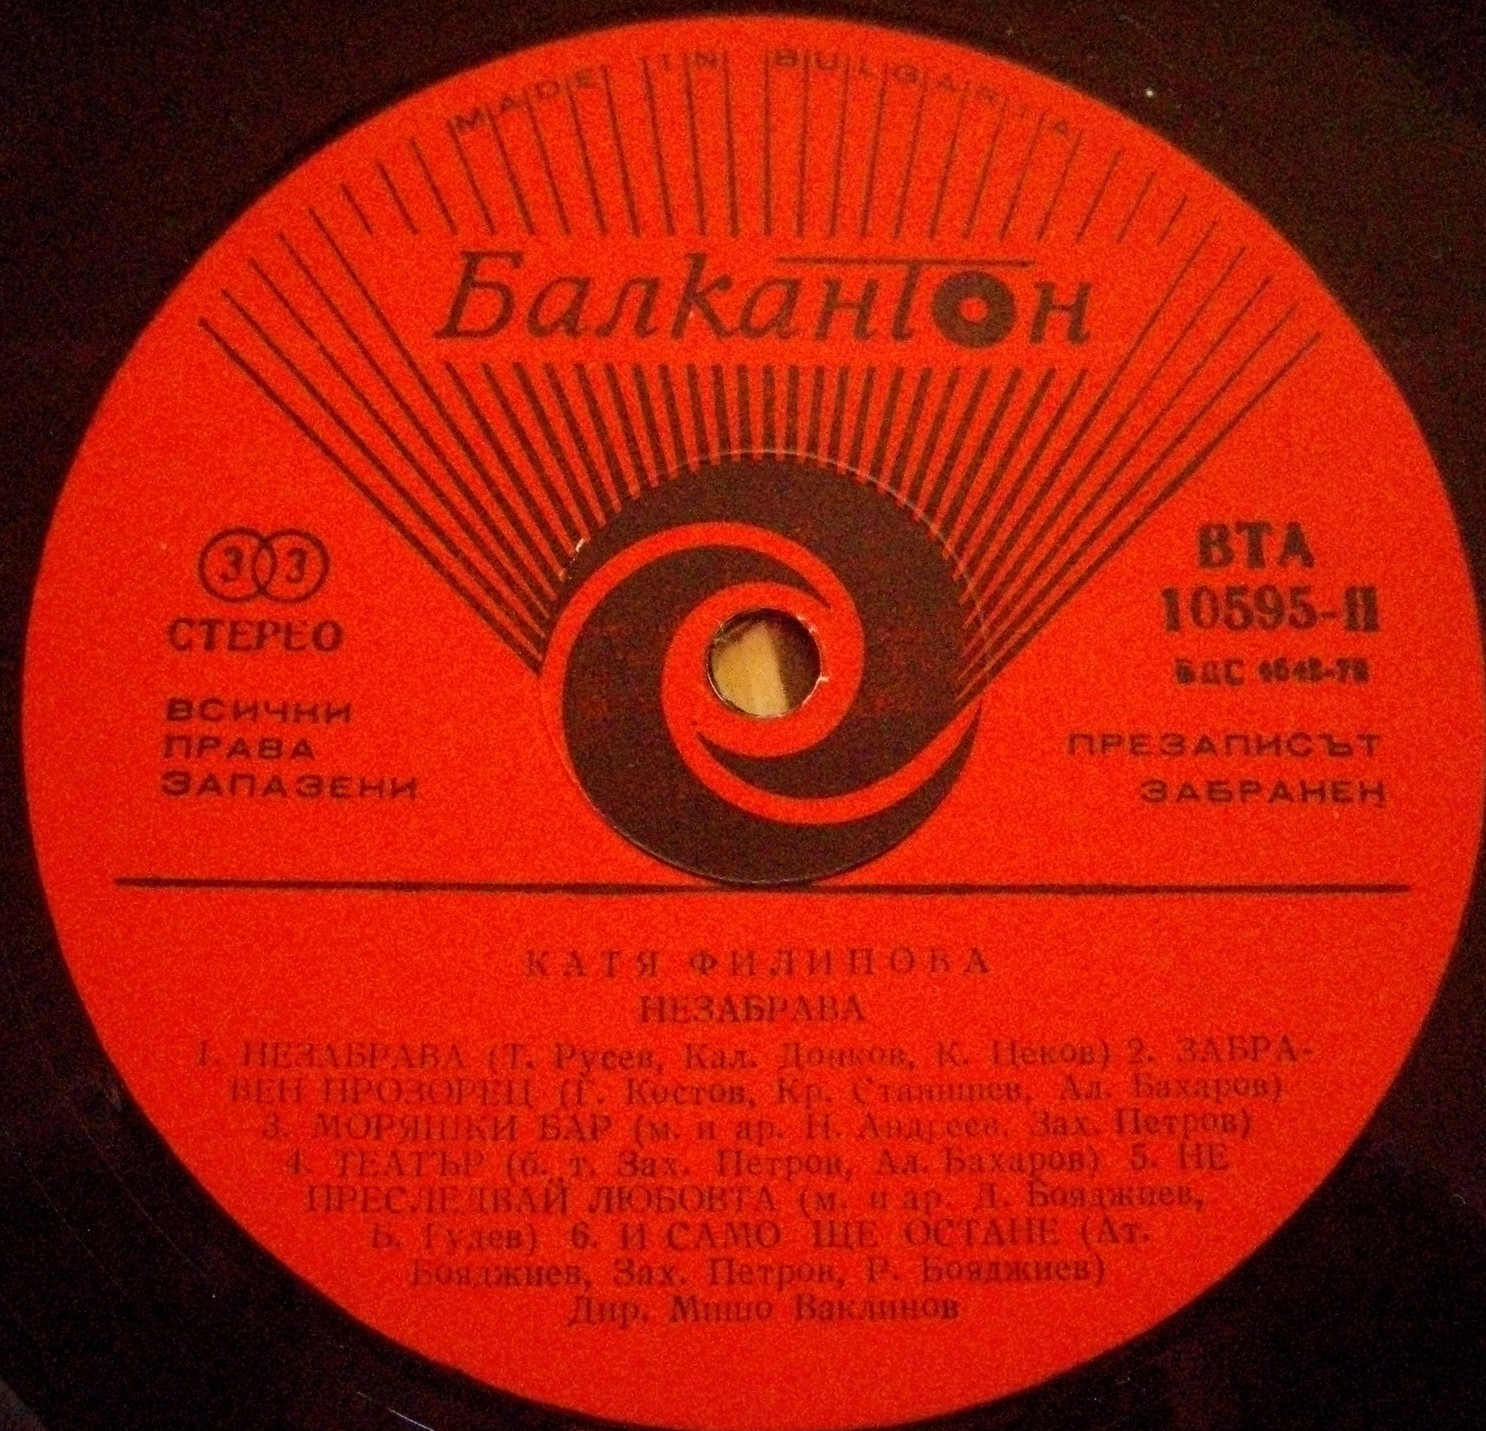 MADE IN BULGARIA
Балкантон
33
СТЕРЕО
ВСИЧКИ
ПРАВА
ЗАПАЗЕНИ
ВТА
10595-II
БДС
ПРЕЗАПИСЪТ
ЗАБРАНЕН
КАТЯ ФИЛИПОВА
НЕЗАБРАВА
1. НЕЗАБРАВА (Т. Русев, Кал. Донков, К. Цеков) 2. ЗАБРА-
ВЕН ПРОЗОРЕЦ (Г. Костов, Кр. Станишев, Ал. Бахаров)
3. МОРЯШКИ БАР (м. и ар. Н. Андреев, Зах. Петров)
4. ТЕАТЪР (б. т. Зах. Петров, Ал. Бахаров) 5. НЕ
ПРЕСЛЕДВАЙ ЛЮБОВТА (м. и ар. Д. Бояджиев,
Б. Гудев) 6. И САМО ЩЕ ОСТАНЕ (Ат.
Бояджиев, Зах. Петров, Р. Бояджиев)
Дир. Мишо Ваклинов